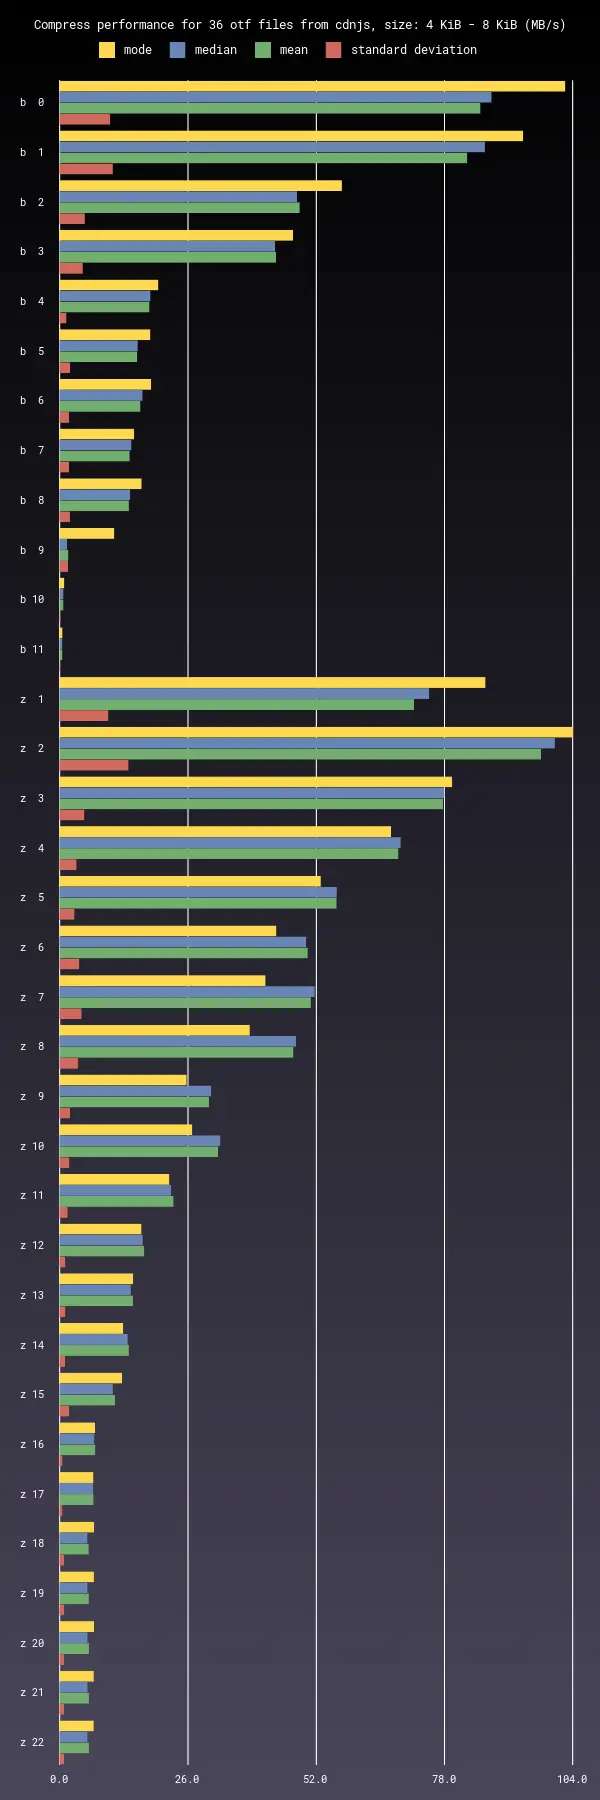 Compress performance for 36 otf files from cdnjs, size: 4 KiB - 8 KiB (MB/s)
mode median mean standard deviation
b 0
b 1
b 2
b 3
b 4
b 5
b 6
b 7
b 8
b 9
b 10
b 11
z 1
z 2
z 3
z 4
z 5
z 6
z 7
z 8
z 9
z 10
z 11
z 12
z 13
z 14
z 15
z 16
z 17
z 18
z 19
z 20
z 21
z 22
0.0 26.0 52.0 78.0 104.0